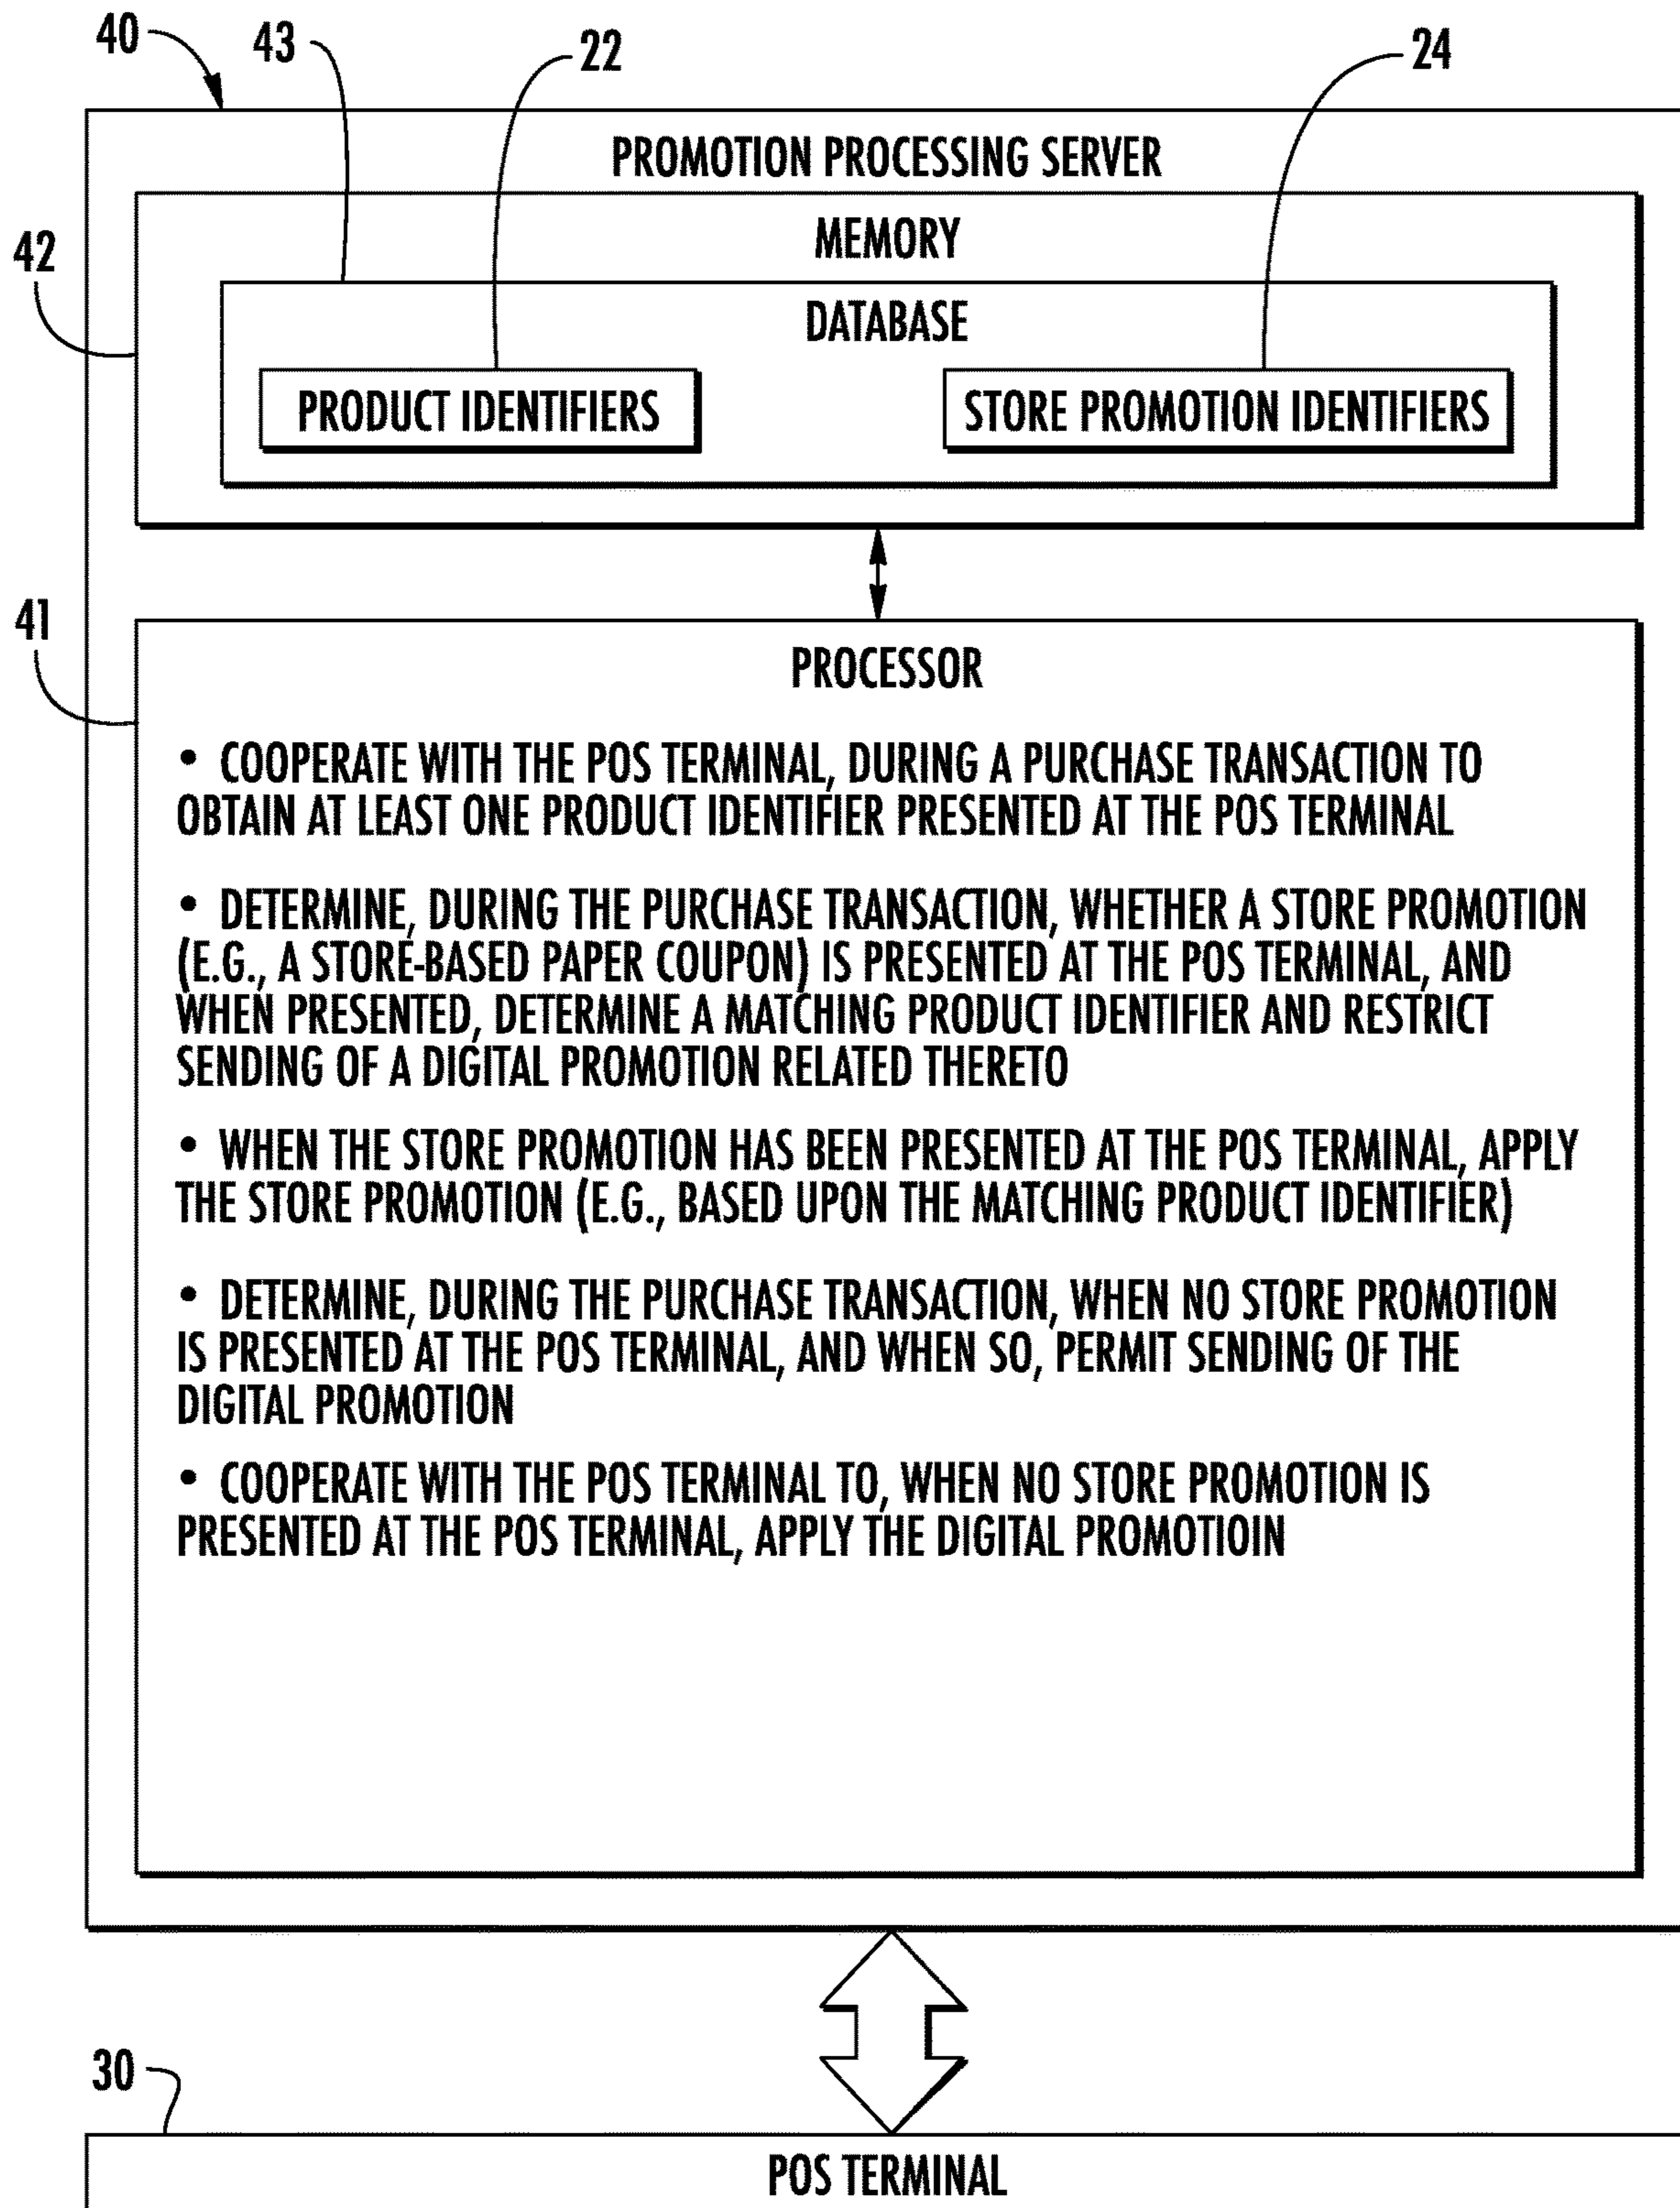 40
43
22
24
PROMOTION PROCESSING SERVER
MEMORY
42
DATABASE
PRODUCT IDENTIFIERS
STORE PROMOTION IDENTIFIERS
41
PROCESSOR
• COOPERATE WITH THE POS TERMINAL, DURING A PURCHASE TRANSACTION TO
OBTAIN AT LEAST ONE PRODUCT IDENTIFIER PRESENTED AT THE POS TERMINAL
• DETERMINE, DURING THE PURCHASE TRANSACTION, WHETHER A STORE PROMOTION
(E.G., A STORE-BASED PAPER COUPON) IS PRESENTED AT THE POS TERMINAL, AND
WHEN PRESENTED, DETERMINE A MATCHING PRODUCT IDENTIFIER AND RESTRICT
SENDING OF A DIGITAL PROMOTION RELATED THERETO
• WHEN THE STORE PROMOTION HAS BEEN PRESENTED AT THE POS TERMINAL, APPLY
THE STORE PROMOTION (E.G., BASED UPON THE MATCHING PRODUCT IDENTIFIER)
• DETERMINE, DURING THE PURCHASE TRANSACTION, WHEN NO STORE PROMOTION
IS PRESENTED AT THE POS TERMINAL, AND WHEN SO, PERMIT SENDING OF THE
DIGITAL PROMOTION
• COOPERATE WITH THE POS TERMINAL TO, WHEN NO STORE PROMOTION IS
PRESENTED AT THE POS TERMINAL, APPLY THE DIGITAL PROMOTIOIN
30
POS TERMINAL